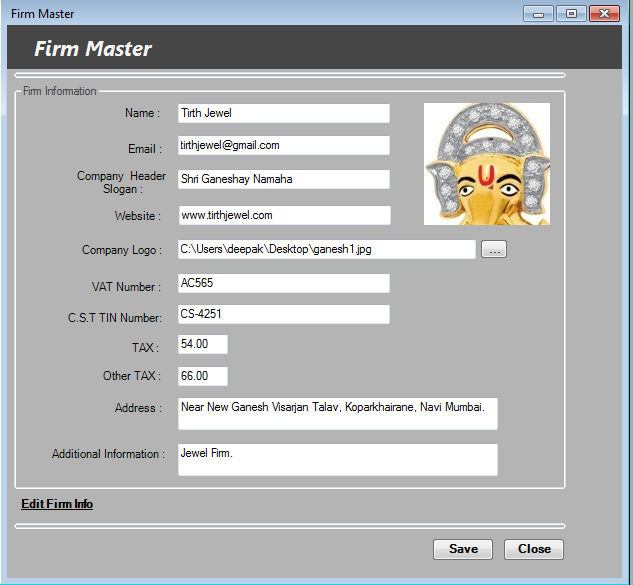 Firm Master
Firm Master
Firm Information
Name :
Tirth Jewel
Email :
tirthjewel@gmail.com
Company Header
Slogan :
Shri Ganeshay Namaha
Website :
www.tirthjewel.com
Company Logo :
C:\Users\deepak\Desktop\ganesh1.jpg
...
VAT Number :
AC565
C.S.T TIN Number:
CS-4251
TAX :
54.00
Other TAX :
66.00
Address :
Near New Ganesh Visarjan Talav, Koparkhairane, Navi Mumbai.
Additional Information :
Jewel Firm.
Edit Firm Info
Save
Close